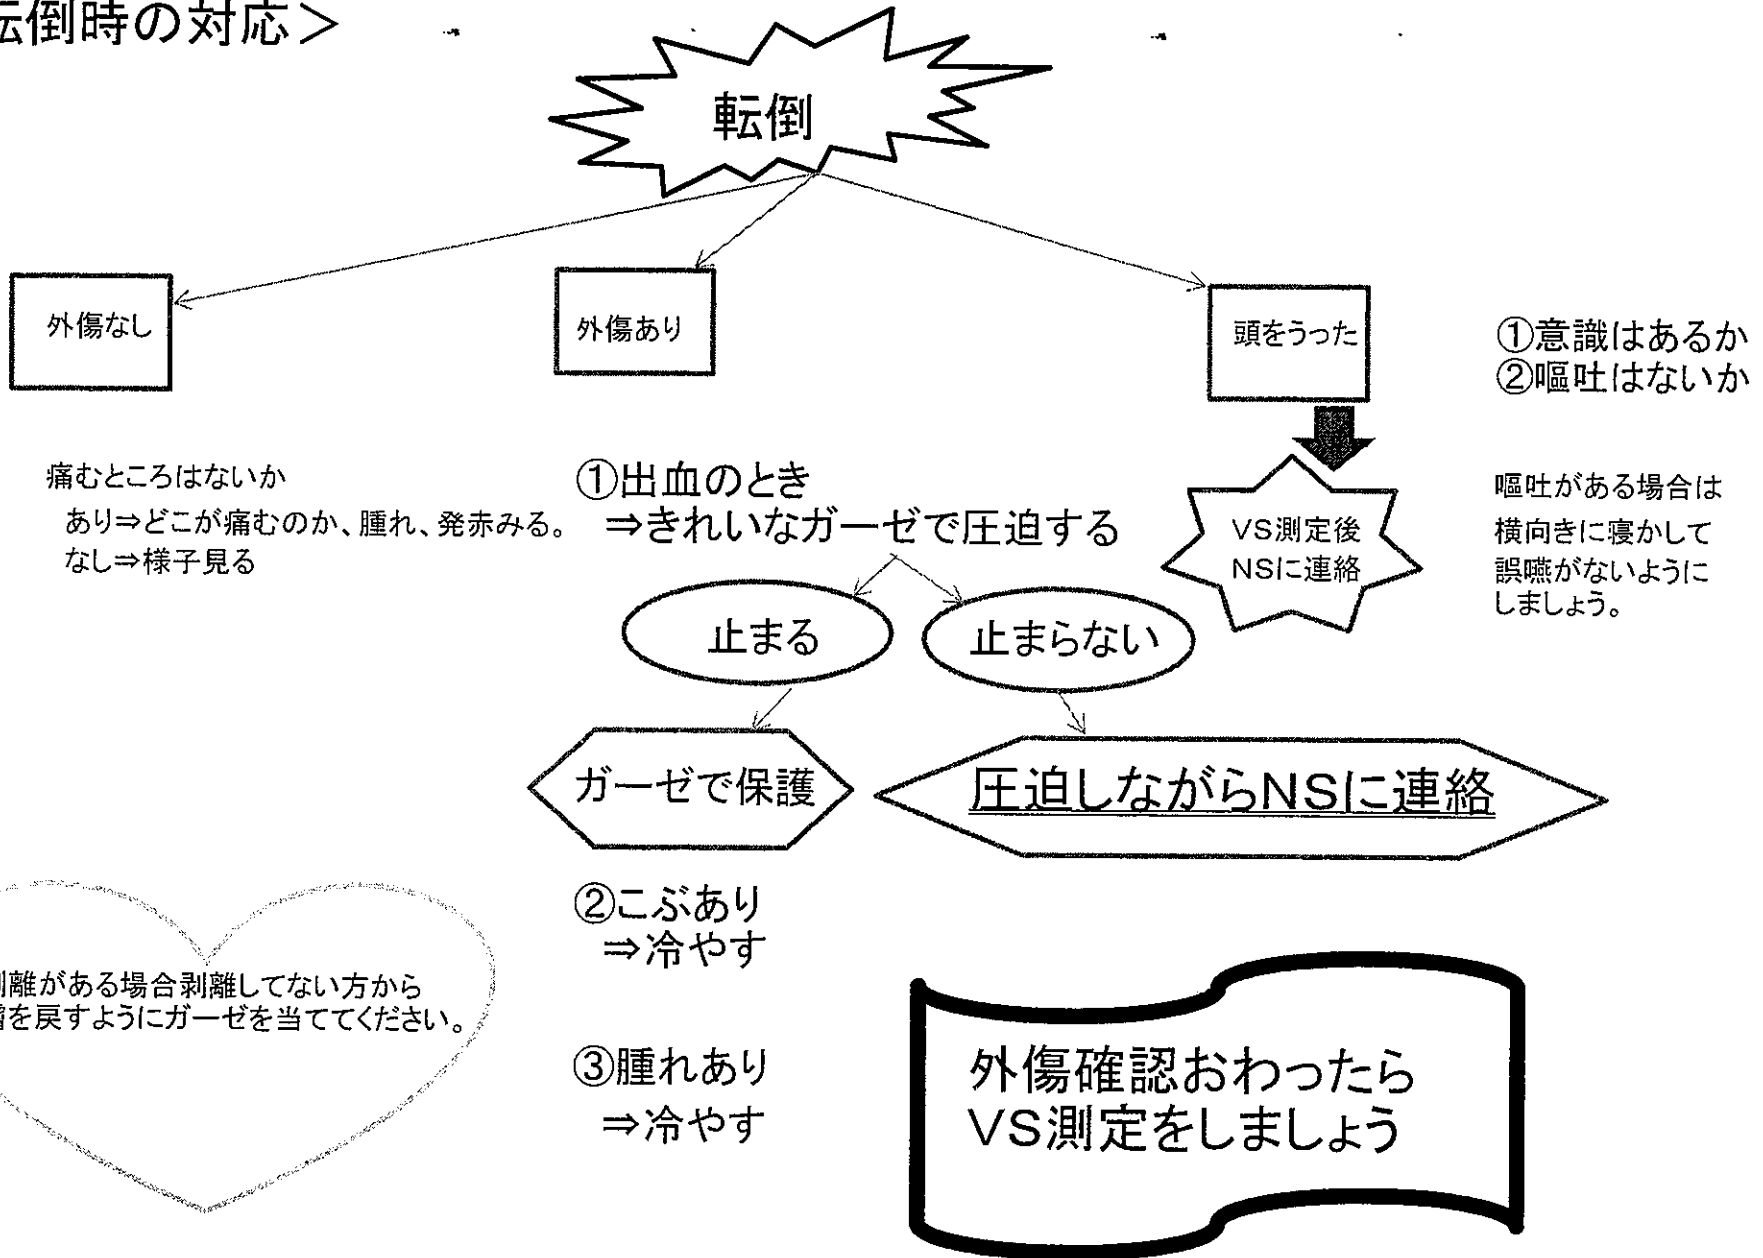 転倒時の対応＞
転倒
外傷なし
外傷あり
頭をうった
①意識はあるか
②嘔吐はないか
痛むところはないか
あり⇒どこが痛むのか、腫れ、発赤みる。
なし⇒様子見る
①出血のとき
⇒きれいなガーゼで圧迫する
VS測定後
NSに連絡
嘔吐がある場合は
横向きに寝かして
誤嚥がないように
しましょう。
止まる
止まらない
ガーゼで保護
圧迫しながらNSに連絡
②こぶあり
⇒冷やす
剥離がある場合剥離してない方から
を戻すようにガーゼを当ててください。
③腫れあり
⇒冷やす
外傷確認おわったら
VS測定をしましょう